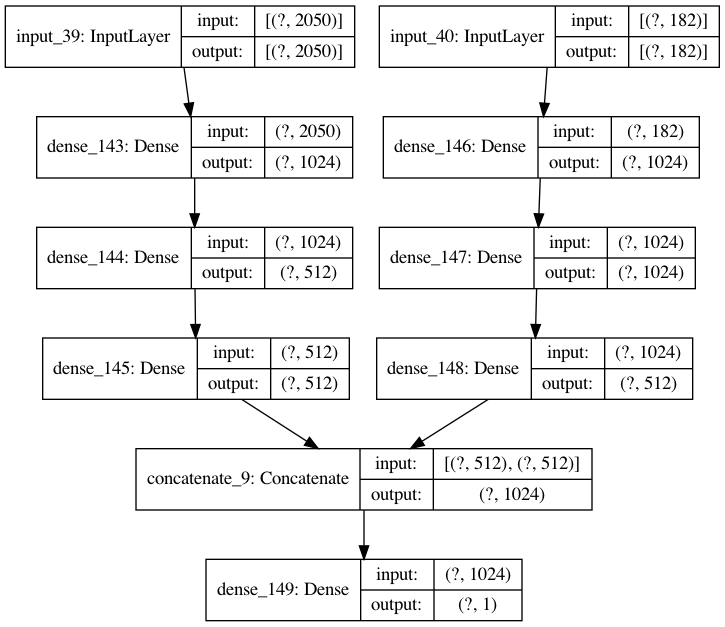 input_39: InputLayer
input: [(?, 2050)]
output: [(?, 2050)]
input_40: InputLayer
input: [(?, 182)]
output: [(?, 182)]
dense_143: Dense
input: (?, 2050)
output: (?, 1024)
dense_146: Dense
input: (?, 182)
output: (?, 1024)
dense_144: Dense
input: (?, 1024)
output: (?, 512)
dense_147: Dense
input: (?, 1024)
output: (?, 1024)
dense_145: Dense
input: (?, 512)
output: (?, 512)
dense_148: Dense
input: (?, 1024)
output: (?, 512)
concatenate_9: Concatenate
input: [(?, 512), (?, 512)]
output: (?, 1024)
dense_149: Dense
input: (?, 1024)
output: (?, 1)